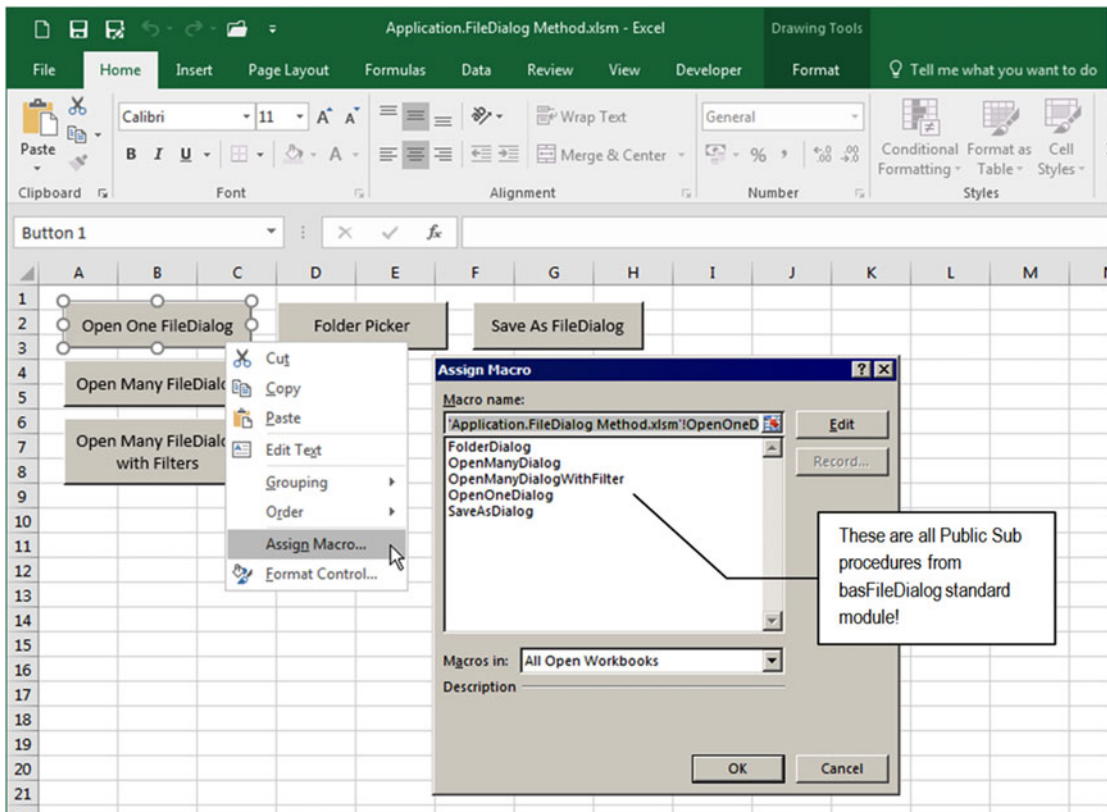 Application.FileDialog Method.xlsm - Excel
Drawing Tools
File Home Insert Page Layout Formulas Data Review View Developer Format Tell me what you want to do
Paste
Clipboard
Calibri 11 A A
B I U A
Font
Wrap Text
Merge & Center
Alignment
General
% , .00 .0
Number
Conditional Formatting
Format as Table
Cell Styles
Styles
Button 1
fx
A B C D E F G H I J K L M
1
2
3
4
5
6
7
8
9
10
11
12
13
14
15
16
17
18
19
20
21
Open One FileDialog
Folder Picker
Save As FileDialog
Open Many FileDialo
Open Many FileDialo
with Filters
Cut
Copy
Paste
Edit Text
Grouping
Order
Assign Macro...
Format Control...
Assign Macro
Macro name:
'Application.FileDialog Method.xlsm'!OpenOneD
FolderDialog
OpenManyDialog
OpenManyDialogWithFilter
OpenOneDialog
SaveAsDialog
Edit
Record...
Macros in: All Open Workbooks
Description
OK
Cancel
These are all Public Sub
procedures from
basFileDialog standard
module!